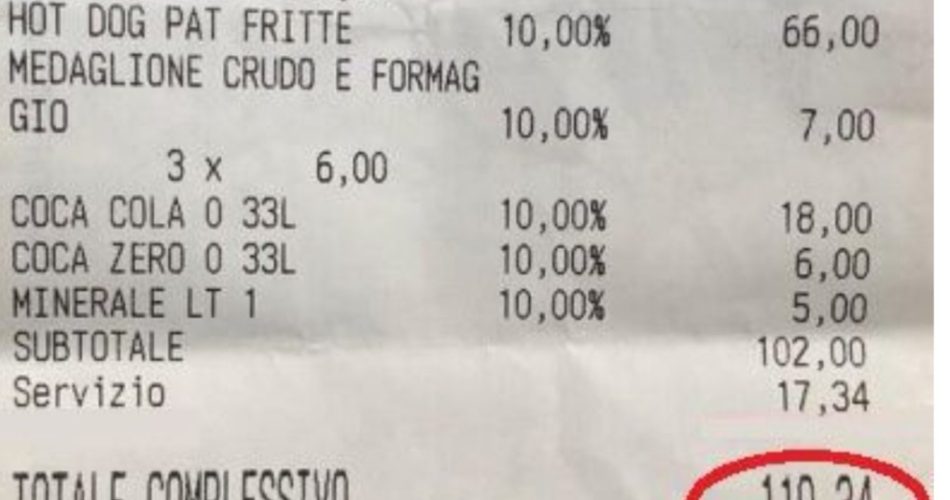 HOT DOG PAT FRITTE 10,00% 66,00
MEDAGLIONE CRUDO E FORMAG
GIO 10,00% 7,00
3 x 6,00
COCA COLA 0 33L 10,00% 18,00
COCA ZERO 0 33L 10,00% 6,00
MINERALE LT 1 10,00% 5,00
SUBTOTALE 102,00
Servizio 17,34
TOTALE COMPLESSIVO 119,34